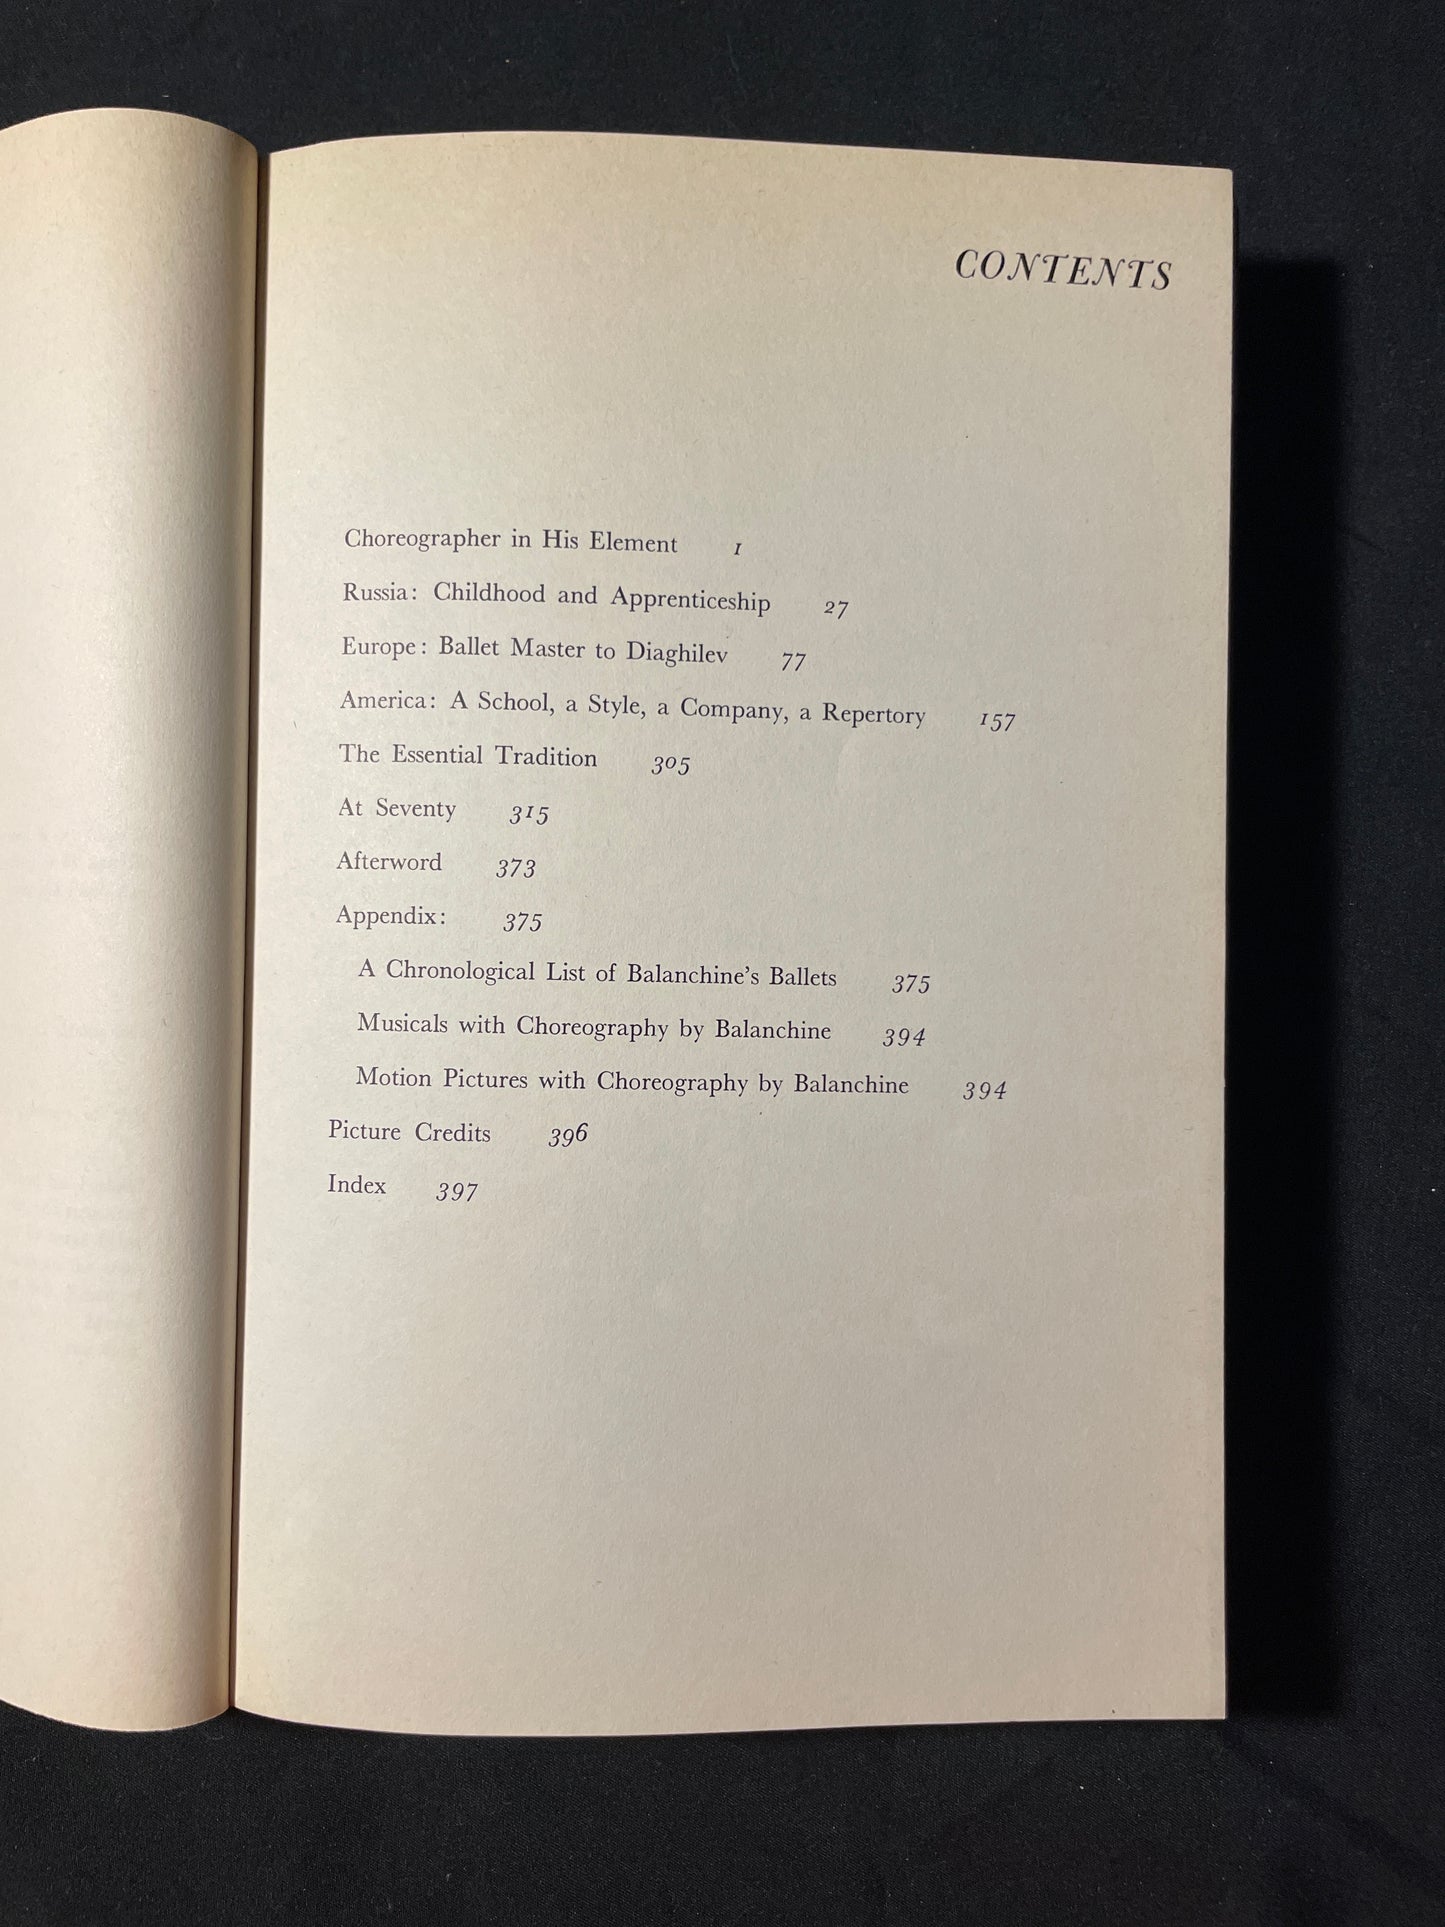 CONTENTS
Choreographer in His Element 1
Russia: Childhood and Apprenticeship 27
Europe: Ballet Master to Diaghilev 77
America: A School, a Style, a Company, a Repertory 157
The Essential Tradition 305
At Seventy 315
Afterword 373
Appendix: 375
A Chronological List of Balanchine's Ballets 375
Musicals with Choreography by Balanchine 394
Motion Pictures with Choreography by Balanchine 394
Picture Credits 396
Index 397